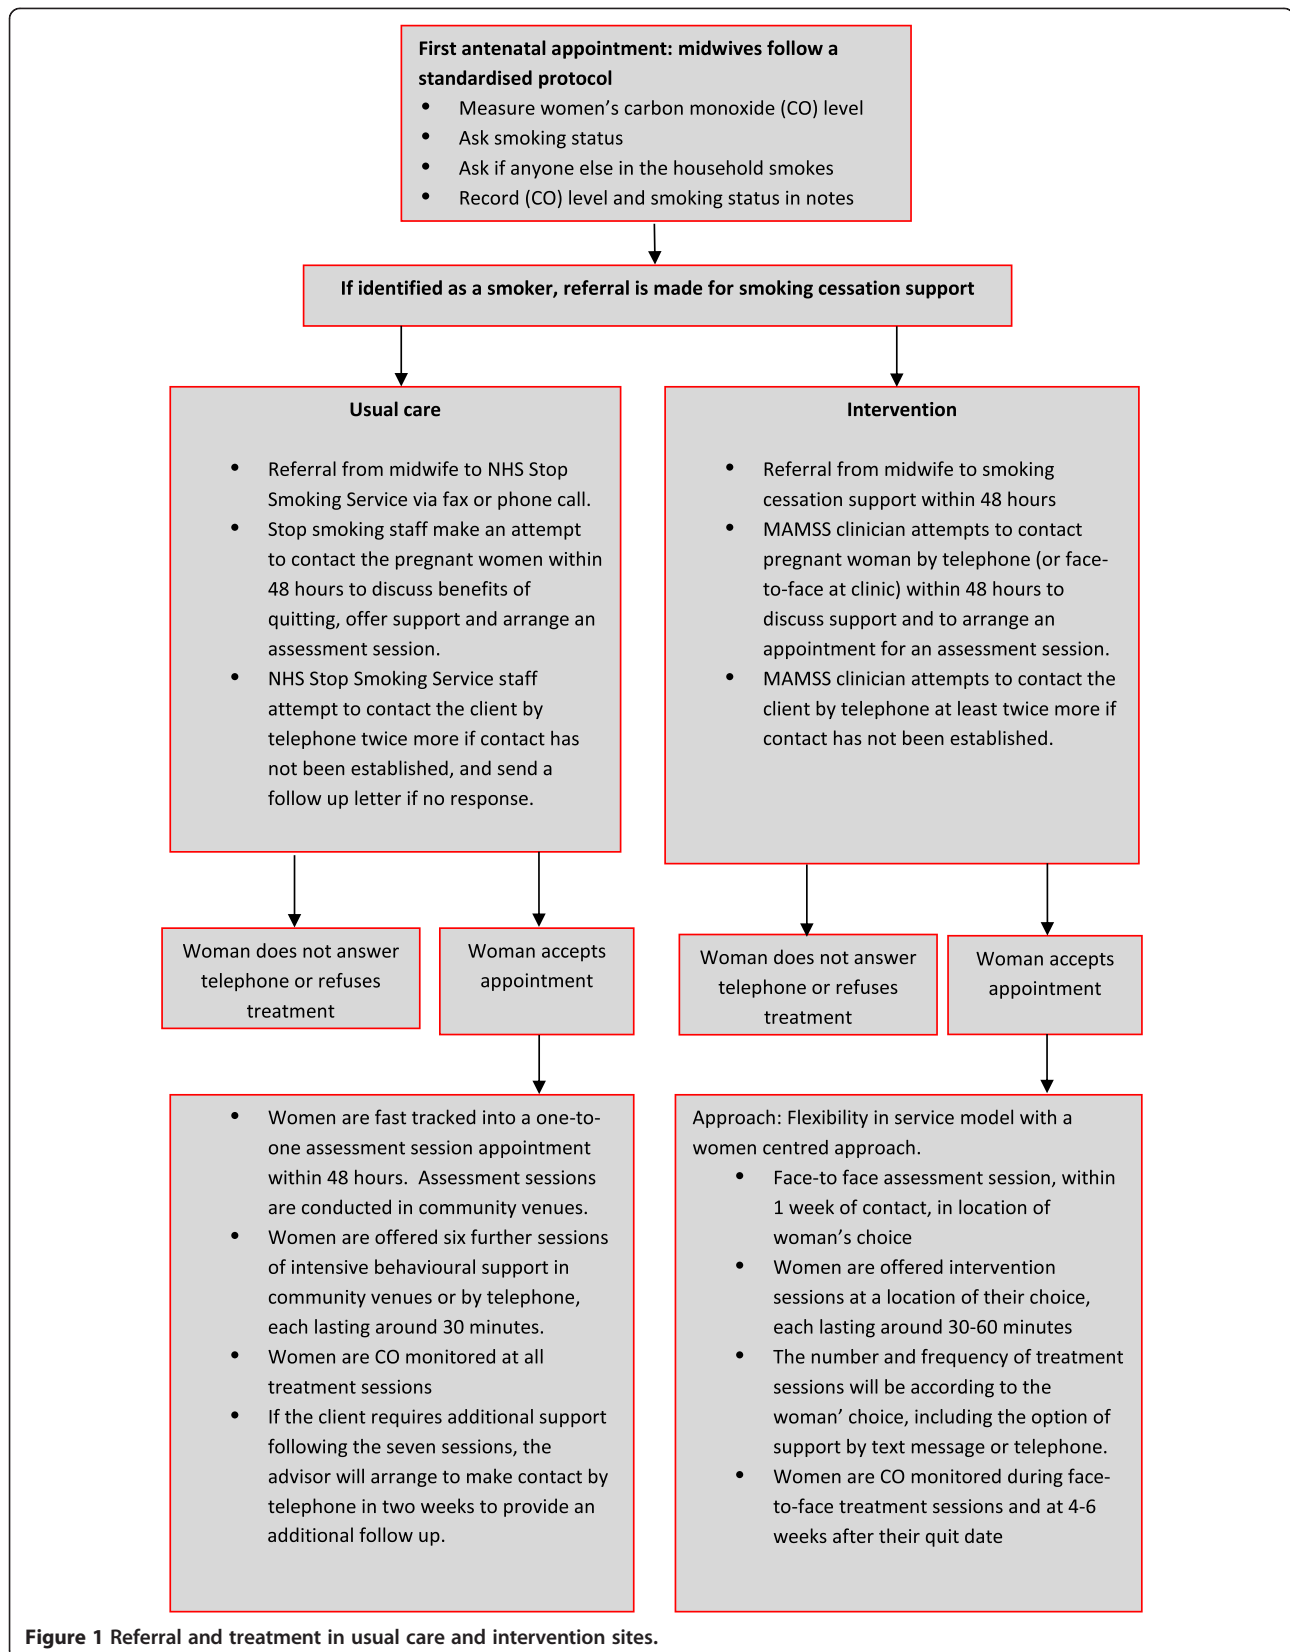 First antenatal appointment: midwives follow a
standardised protocol
• Measure women's carbon monoxide (CO) level
• Ask smoking status
• Ask if anyone else in the household smokes
• Record (CO) level and smoking status in notes
If identified as a smoker, referral is made for smoking cessation support
Usual care
• Referral from midwife to NHS Stop
Smoking Service via fax or phone call.
• Stop smoking staff make an attempt
to contact the pregnant women within
48 hours to discuss benefits of
quitting, offer support and arrange an
assessment session.
• NHS Stop Smoking Service staff
attempt to contact the client by
telephone twice more if contact has
not been established, and send a
follow up letter if no response.
Intervention
• Referral from midwife to smoking
cessation support within 48 hours
• MAMSS clinician attempts to contact
pregnant woman by telephone (or face-
to-face at clinic) within 48 hours to
discuss support and to arrange an
appointment for an assessment session.
• MAMSS clinician attempts to contact the
client by telephone at least twice more if
contact has not been established.
Woman does not answer
telephone or refuses
treatment
Woman accepts
appointment
Woman does not answer
telephone or refuses
treatment
Woman accepts
appointment
• Women are fast tracked into a one-to-
one assessment session appointment
within 48 hours.  Assessment sessions
are conducted in community venues.
• Women are offered six further sessions
of intensive behavioural support in
community venues or by telephone,
each lasting around 30 minutes.
• Women are CO monitored at all
treatment sessions
• If the client requires additional support
following the seven sessions, the
advisor will arrange to make contact by
telephone in two weeks to provide an
additional follow up.
Approach: Flexibility in service model with a
women centred approach.
• Face-to face assessment session, within
1 week of contact, in location of
woman's choice
• Women are offered intervention
sessions at a location of their choice,
each lasting around 30-60 minutes
• The number and frequency of treatment
sessions will be according to the
woman' choice, including the option of
support by text message or telephone.
• Women are CO monitored during face-
to-face treatment sessions and at 4-6
weeks after their quit date
Figure 1 Referral and treatment in usual care and intervention sites.